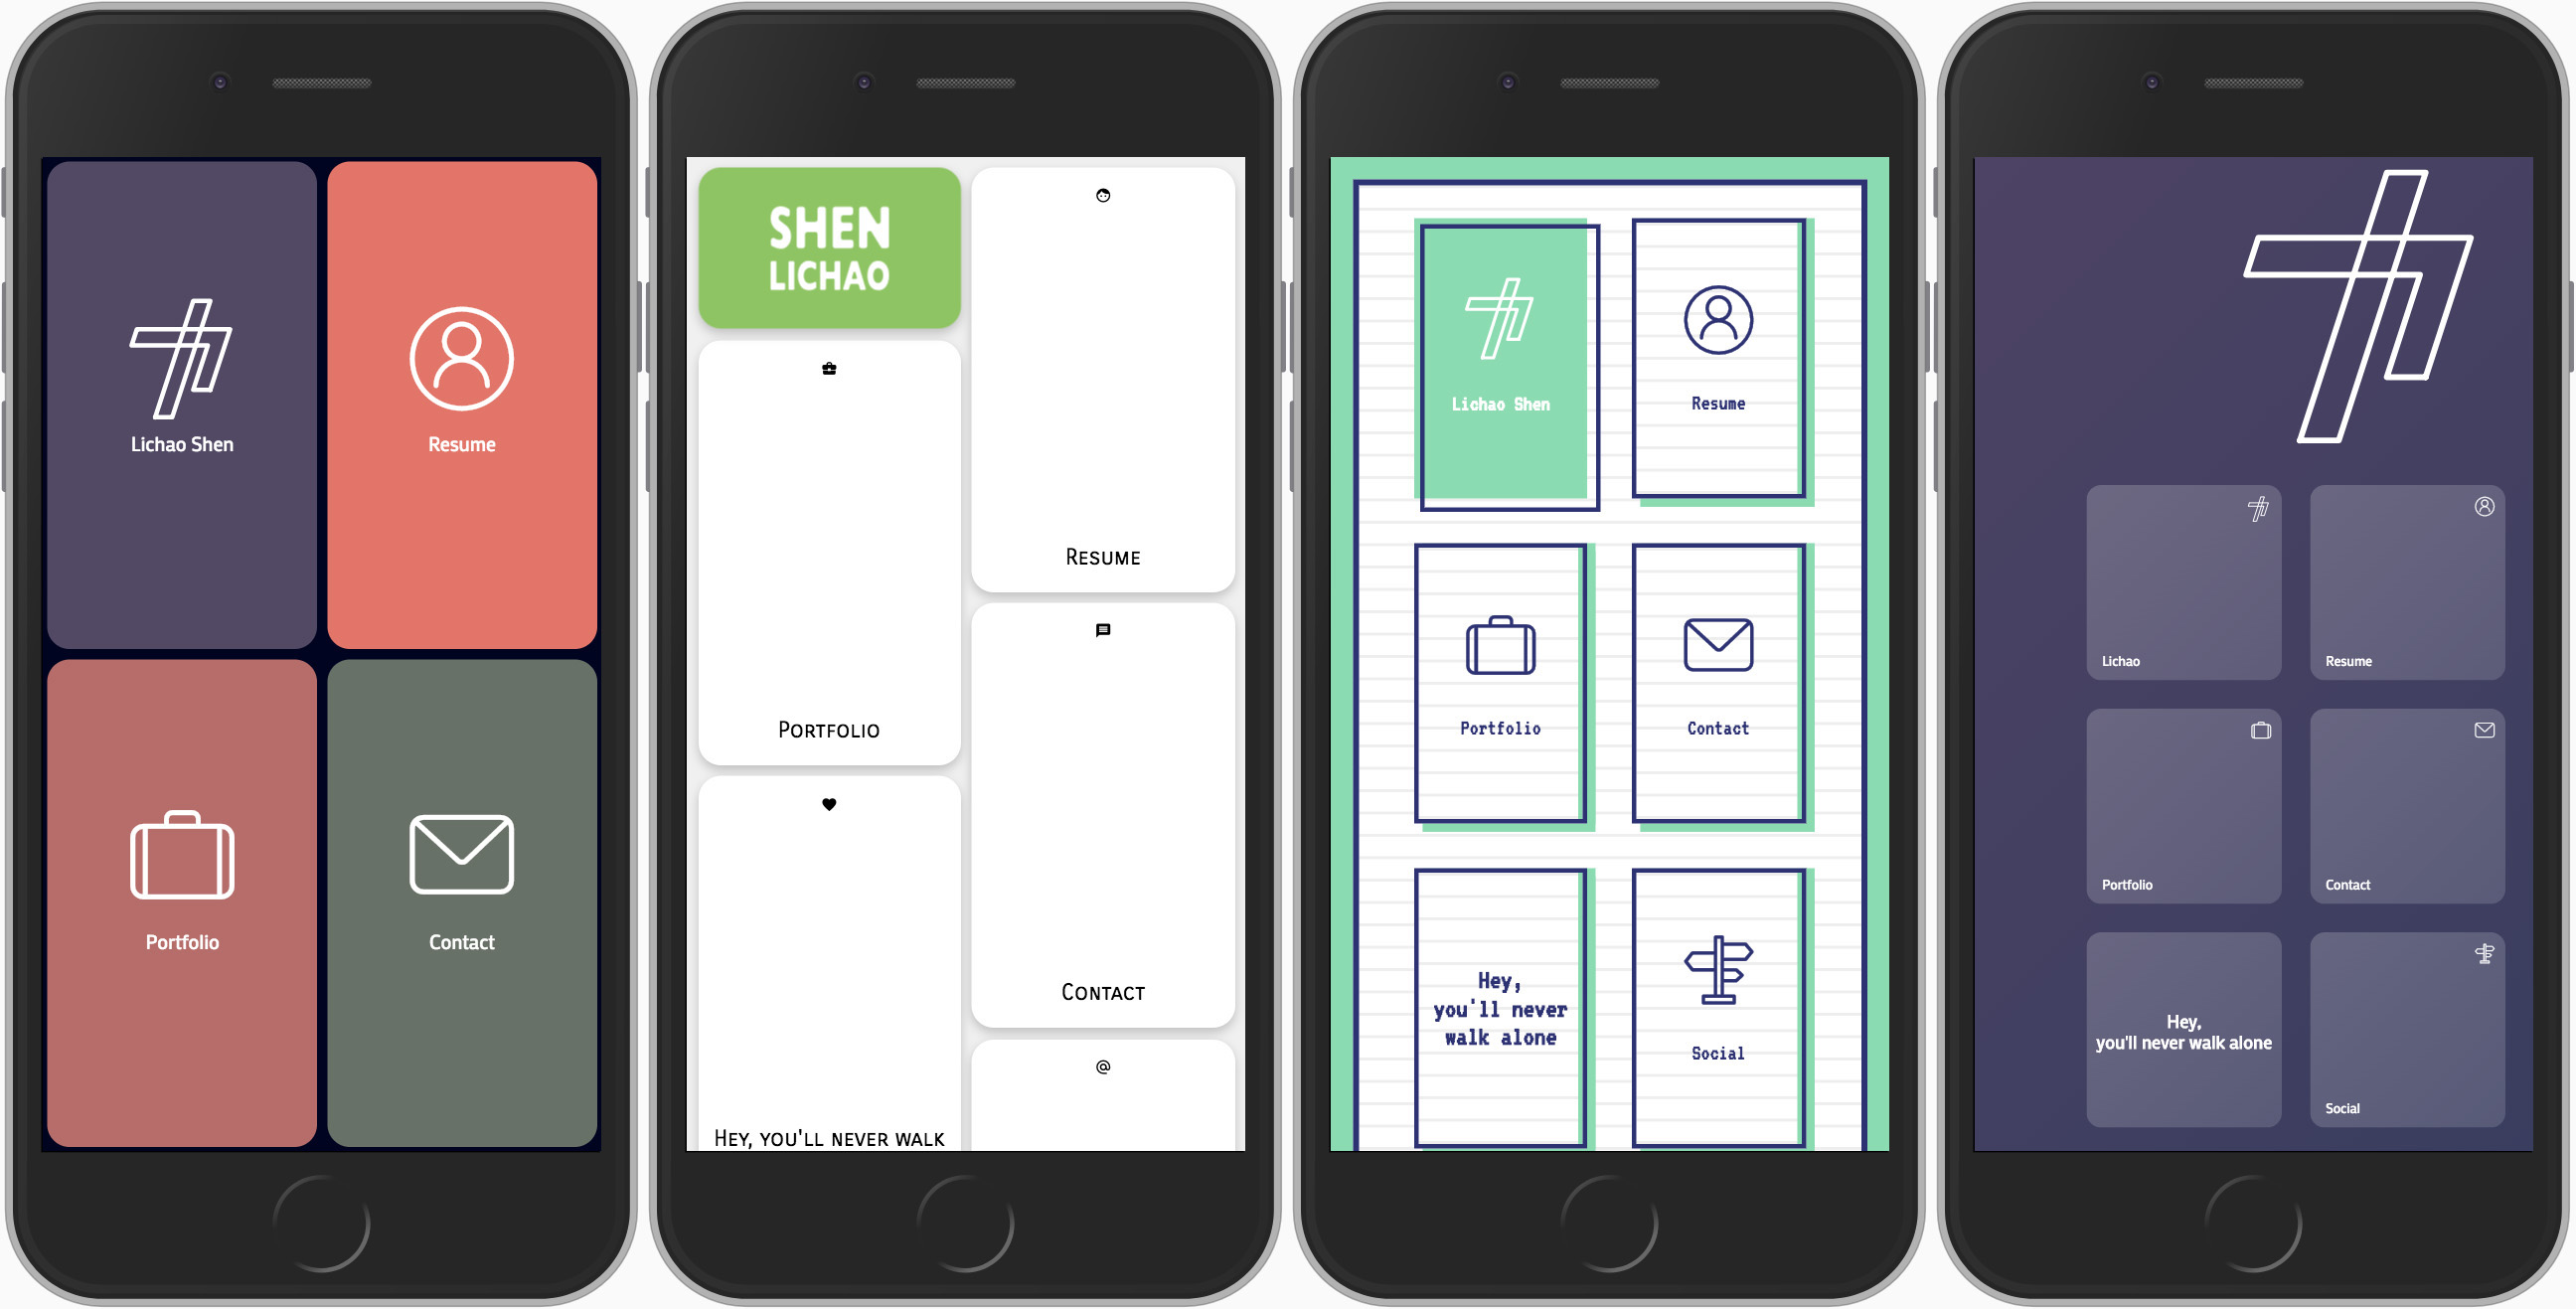 Lichao Shen
Resume
Portfolio
Contact
SHEN
LICHAO
Resume
Portfolio
Contact
Hey, you'll never walk
Lichao Shen
Resume
Portfolio
Contact
Hey,
you'll never
walk alone
Social
Lichao
Resume
Portfolio
Contact
Hey,
you'll never walk alone
Social